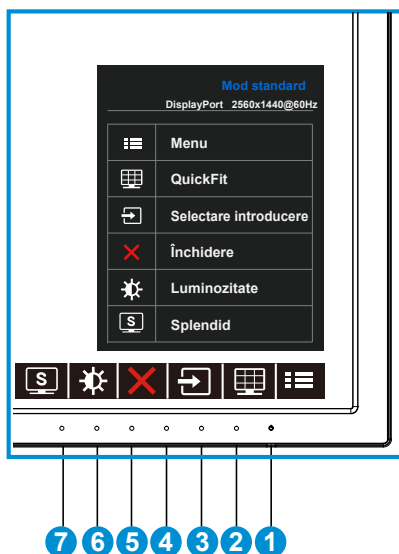 Mod standard
DisplayPort 2560x1440@60Hz
Menu
QuickFit
Selectare introducere
Închidere
Luminozitate
S Splendid
S
7 6 5 4 3 2 1